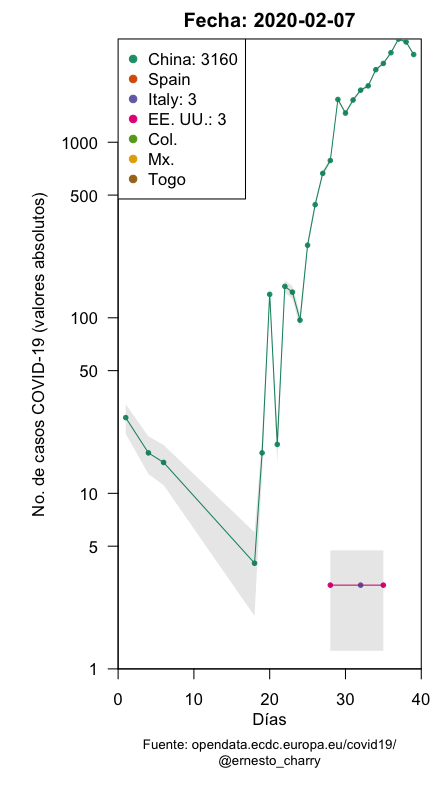 Fecha: 2020-02-07
China: 3160
Spain
Italy: 3
EE. UU.: 3
Col.
Mx.
Togo
No. de casos COVID-19 (valores absolutos)
1000
500
100
50
10
5
1
0 10 20 30 40
Días
Fuente: opendata.ecdc.europa.eu/covid19/
@ernesto_charry